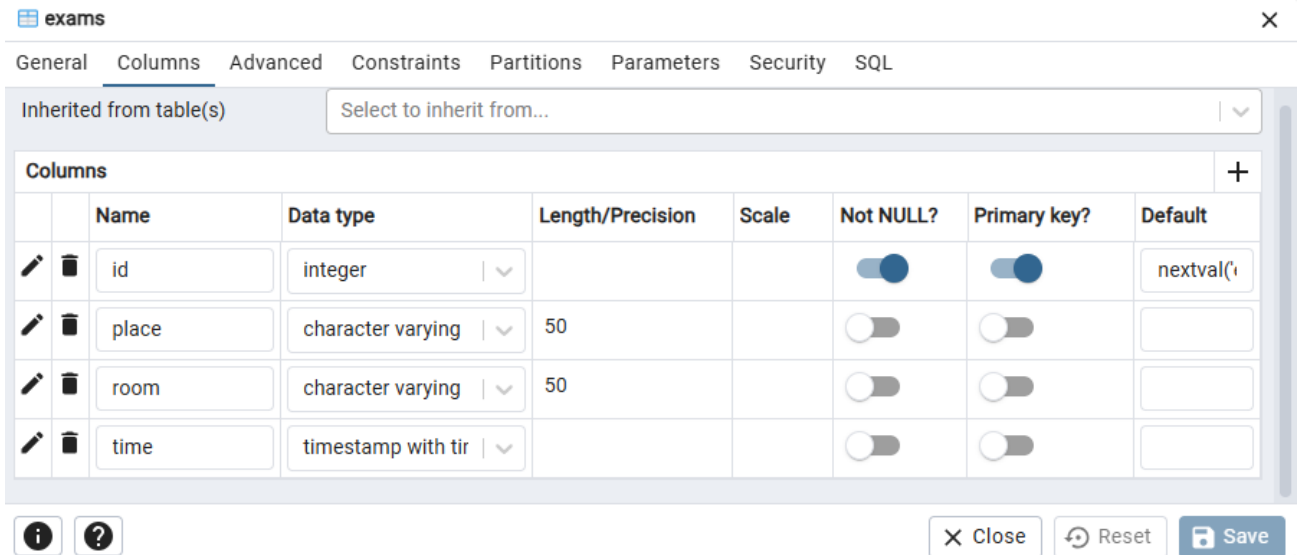 exams
General Columns Advanced Constraints Partitions Parameters Security SQL
Inherited from table(s) Select to inherit from...
Columns
Name Data type Length/Precision Scale Not NULL? Primary key? Default
id integer nextval('
place character varying 50
room character varying 50
time timestamp with
Close Reset Save